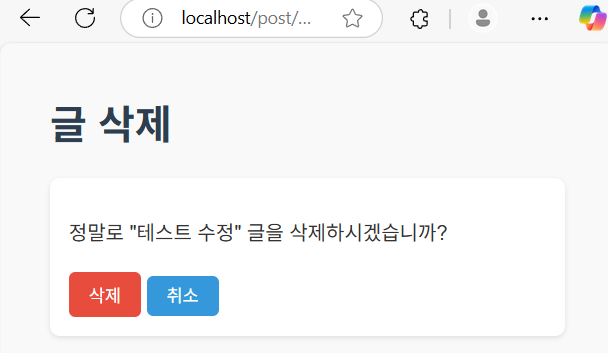 localhost/post/...
글 삭제
정말로 "테스트 수정" 글을 삭제하시겠습니까?
삭제 취소